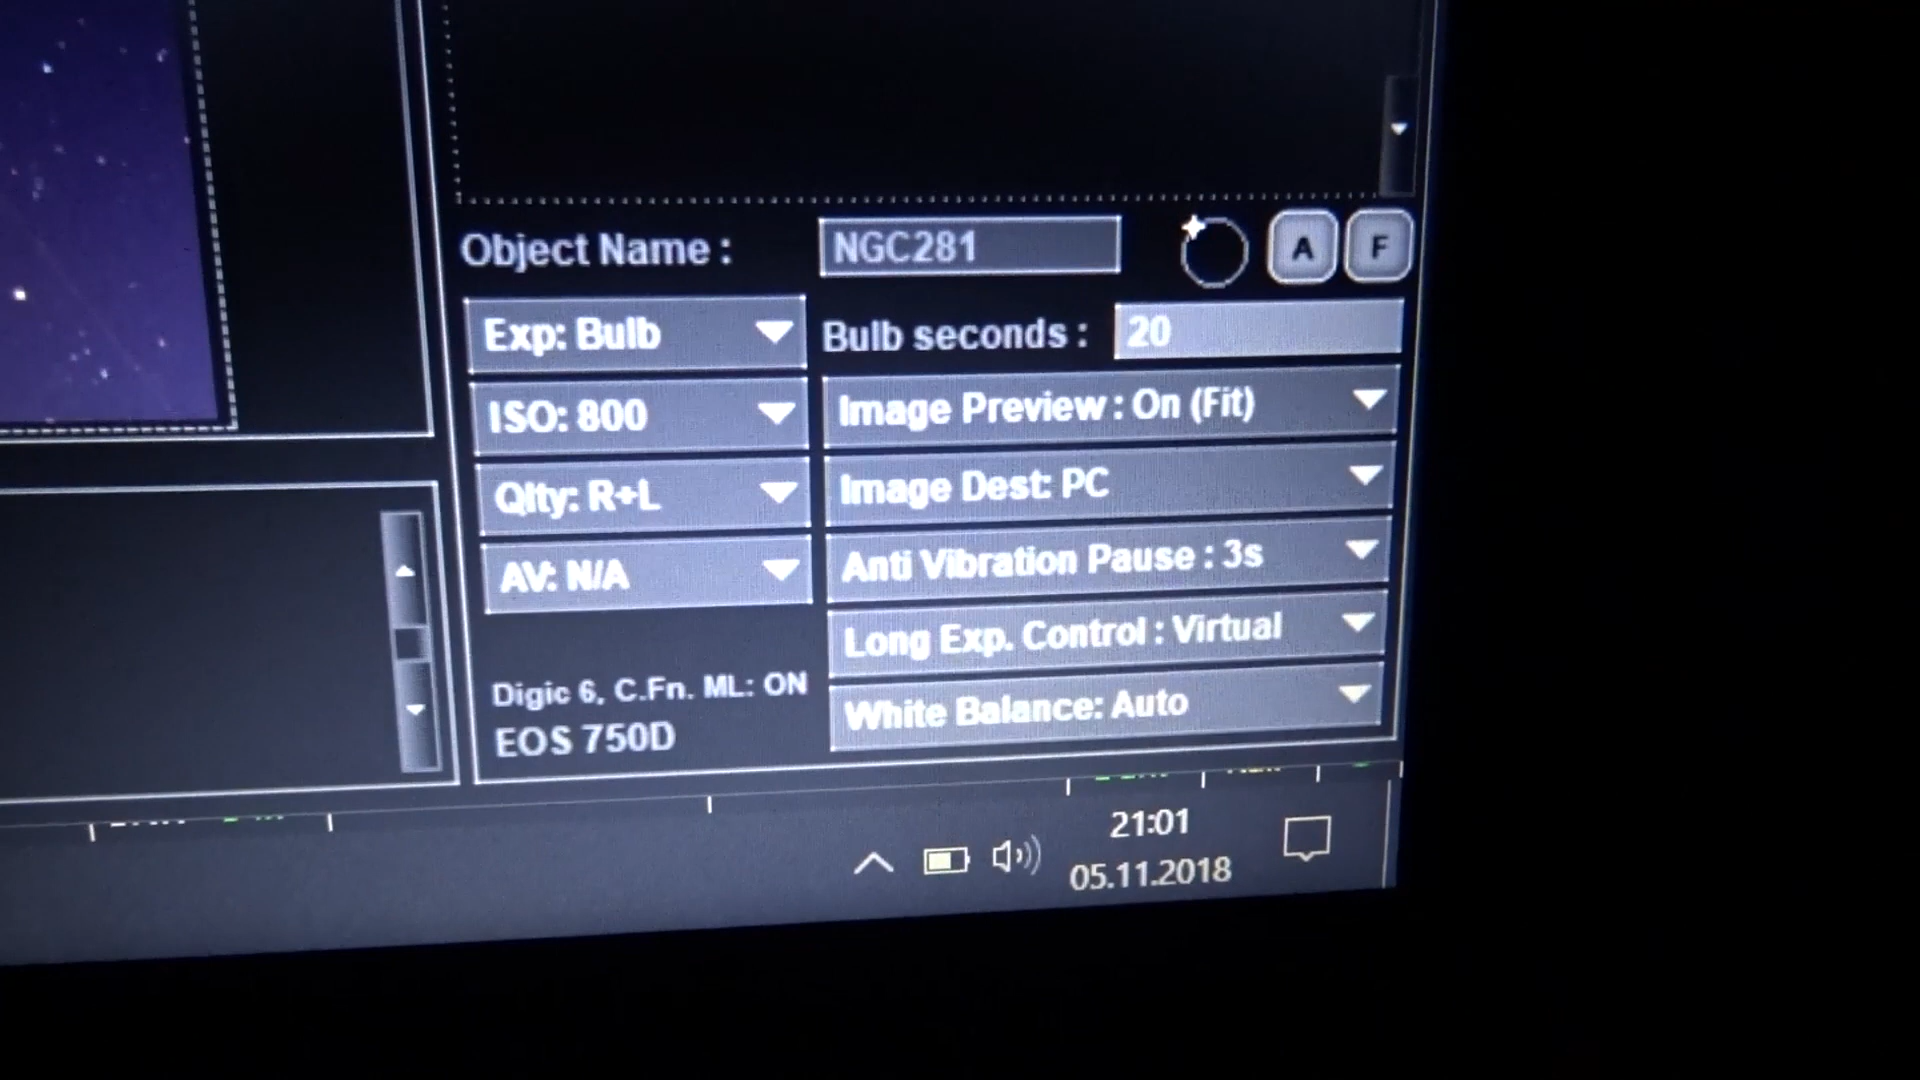 Object Name : NGC281 A F
Exp: Bulb Bulb seconds : 20
ISO: 800 Image Preview : On (Fit)
Qlty: R+L Image Dest: PC
AV: N/A Anti Vibration Pause : 3s
Long Exp. Control : Virtual
Digic 6, C.Fn. ML: ON
White Balance: Auto
EOS 750D
21:01
05.11.2018